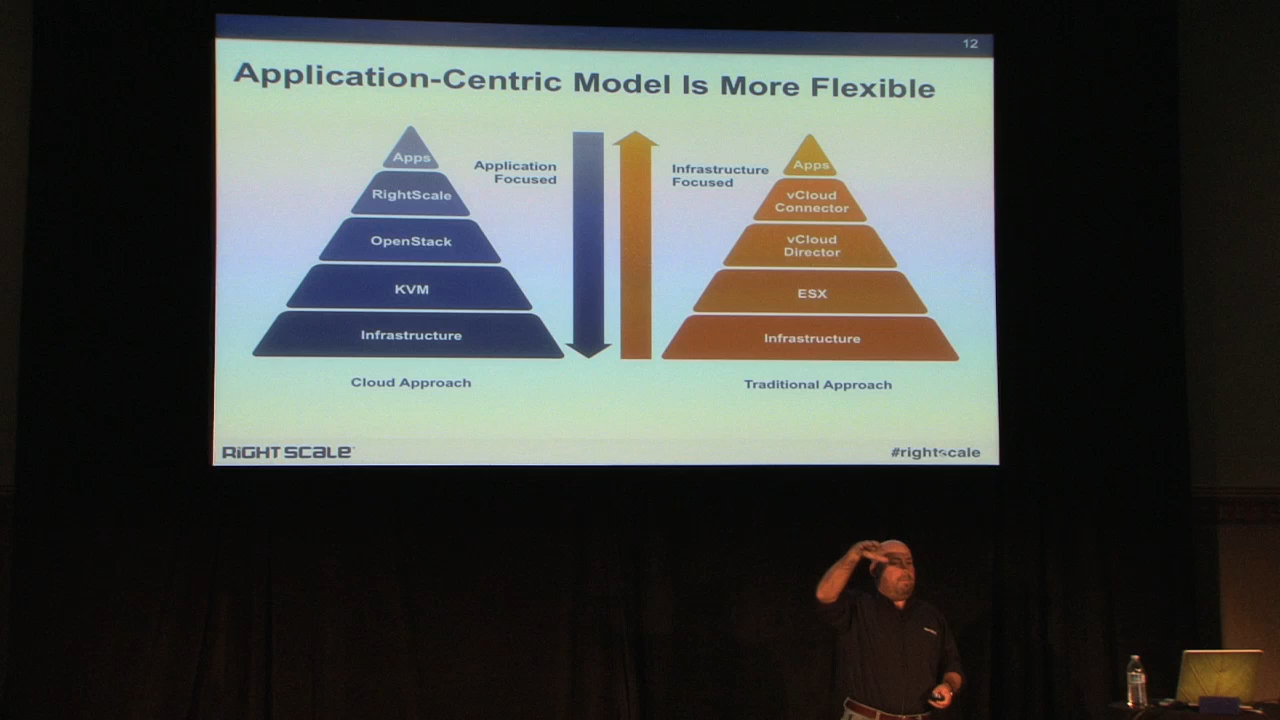 12
Application-Centric Model Is More Flexible
Apps
RightScale
OpenStack
KVM
Infrastructure
Cloud Approach
Application
Focused
Infrastructure
Focused
Apps
vCloud
Connector
vCloud
Director
ESX
Infrastructure
Traditional Approach
RIGHTSCALE
#rightscale